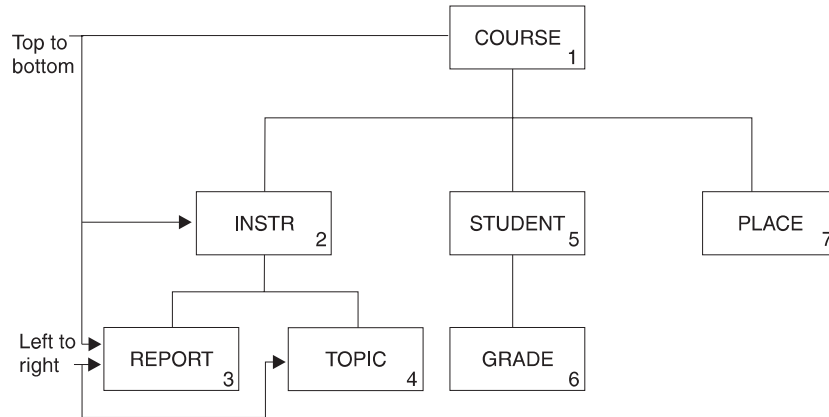 COURSE
1
Top to
bottom
INSTR
2
STUDENT
5
PLACE
7
Left to
right
REPORT
3
TOPIC
4
GRADE
6